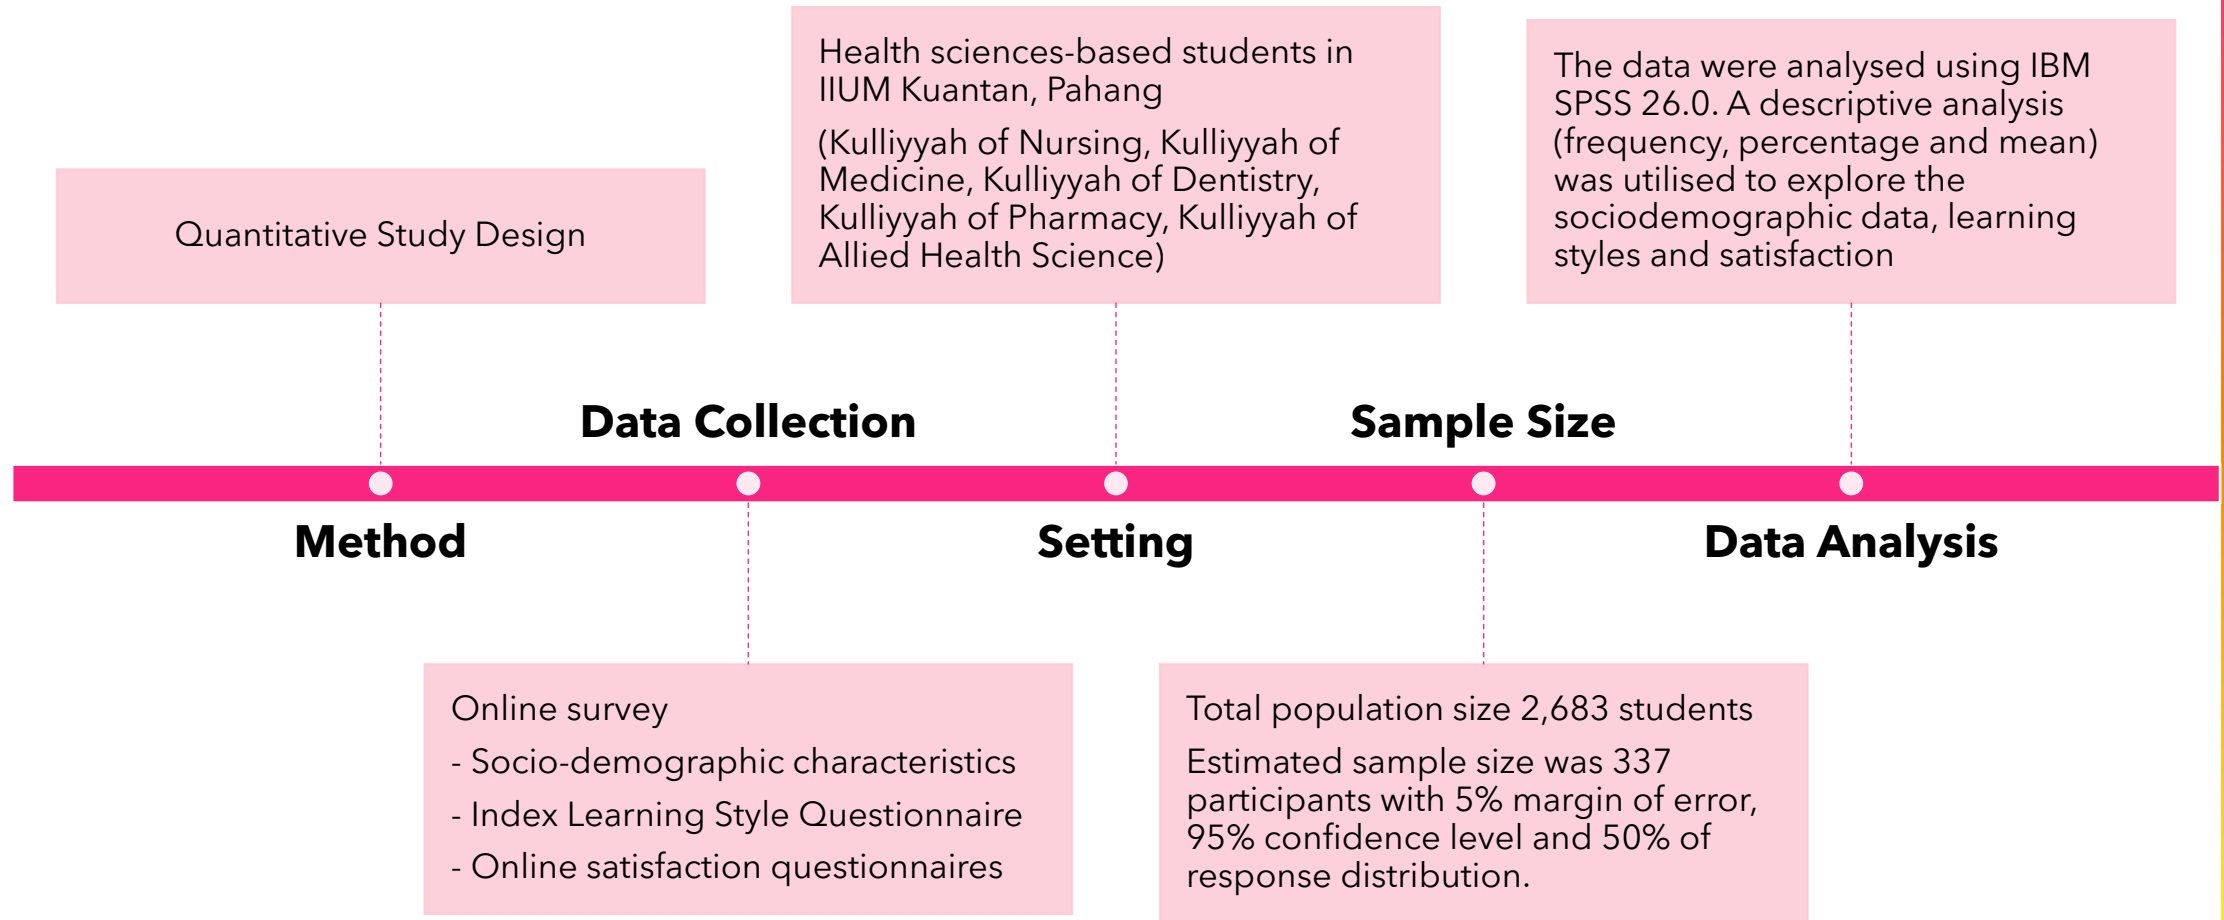 Quantitative Study Design
Health sciences-based students in
IIUM Kuantan, Pahang
(Kulliyyah of Nursing, Kulliyyah of
Medicine, Kulliyyah of Dentistry,
Kulliyyah of Pharmacy, Kulliyyah of
Allied Health Science)
The data were analysed using IBM
SPSS 26.0. A descriptive analysis
(frequency, percentage and mean)
was utilised to explore the
sociodemographic data, learning
styles and satisfaction
Data Collection
Sample Size
Method
Setting
Data Analysis
Online survey
- Socio-demographic characteristics
- Index Learning Style Questionnaire
- Online satisfaction questionnaires
Total population size 2,683 students
Estimated sample size was 337
participants with 5% margin of error,
95% confidence level and 50% of
response distribution.